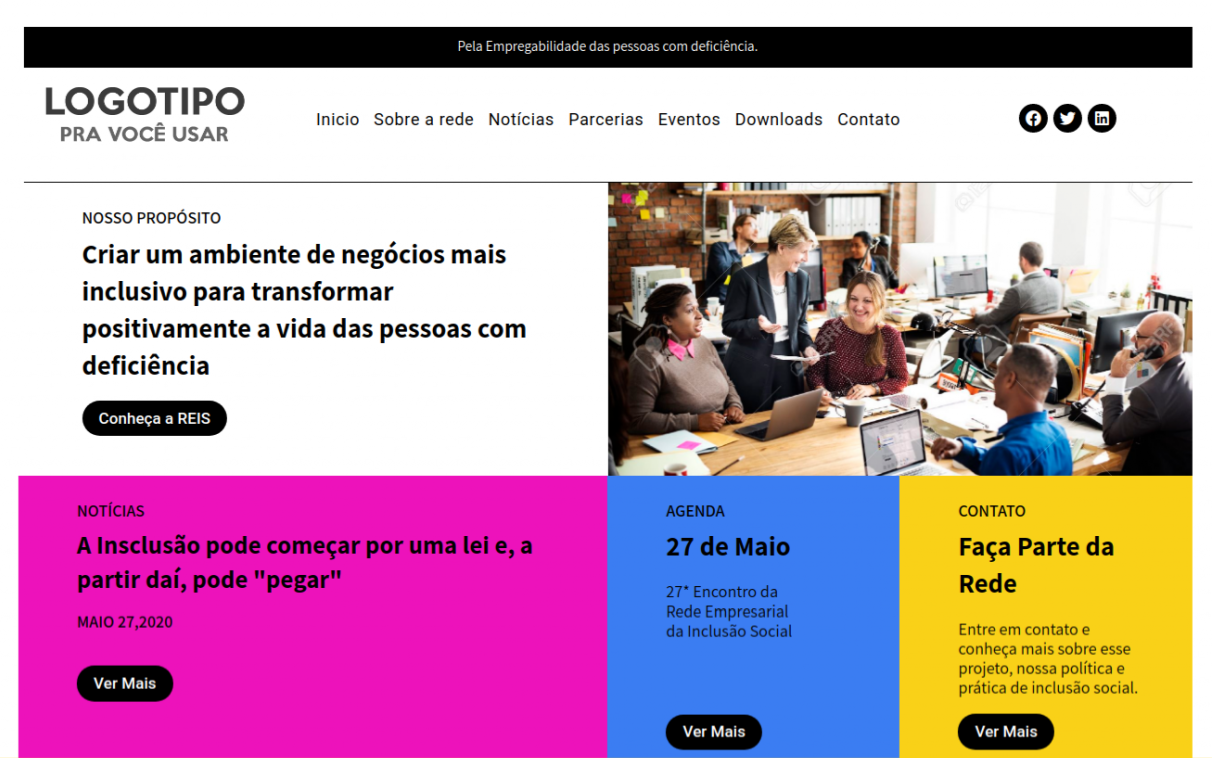 Pela Empregabilidade das pessoas com deficiência.
LOGOTIPO
PRA VOCÊ USAR
Inicio Sobre a rede Notícias Parcerias Eventos Downloads Contato
NOSSO PROPÓSITO
Criar um ambiente de negócios mais
inclusivo para transformar
positivamente a vida das pessoas com
deficiência
Conheça a REIS
NOTÍCIAS
A Insclusão pode começar por uma lei e, a
partir daí, pode "pegar"
MAIO 27,2020
Ver Mais
AGENDA
27 de Maio
27* Encontro da
Rede Empresarial
da Inclusão Social
Ver Mais
CONTATO
Faça Parte da
Rede
Entre em contato e
conheça mais sobre esse
projeto, nossa política e
prática de inclusão social.
Ver Mais